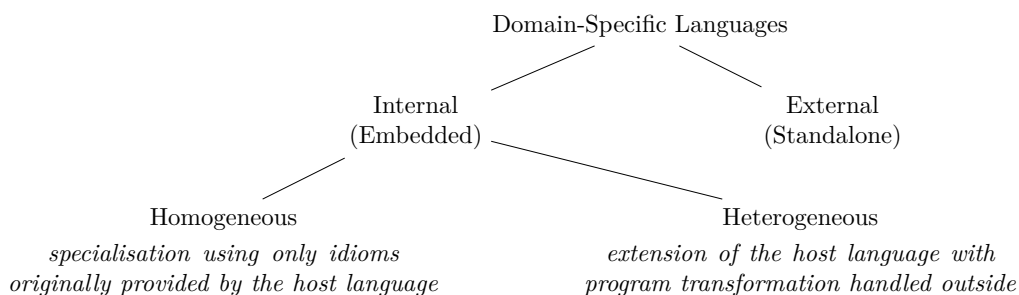 Domain-Specific Languages
Internal
(Embedded)
External
(Standalone)
Homogeneous
specialisation using only idioms
originally provided by the host language
Heterogeneous
extension of the host language with
program transformation handled outside